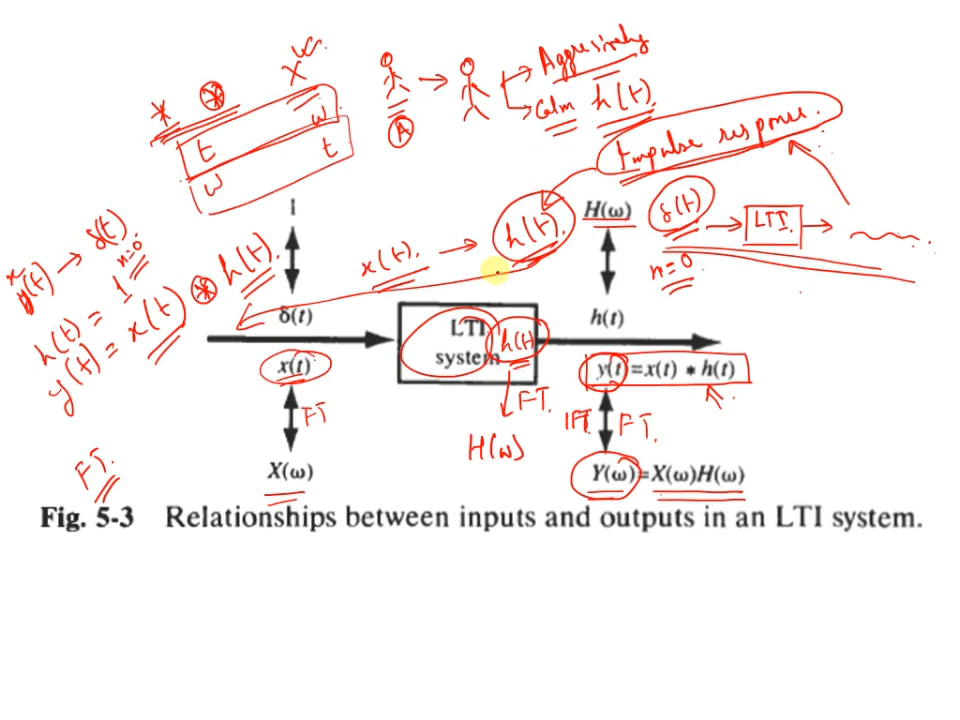 * ⊛ X
t w
w t
A
Aggresively
Calm h(t).
Impulse response.
1
x(t). → h(t).
H(ω)
δ(t) → LTI. →
n=0
x(t) → δ(t)
h(t) = 1 n=0
y(t) = x(t) ⊛ h(t).
δ(t)
LTI system
h(t)
h(t)
x(t)
y(t)=x(t) * h(t)
FT
FT.
IFT. FT.
H(ω)
FT.
X(ω)
Y(ω)=X(ω)H(ω)
Fig. 5-3 Relationships between inputs and outputs in an LTI system.